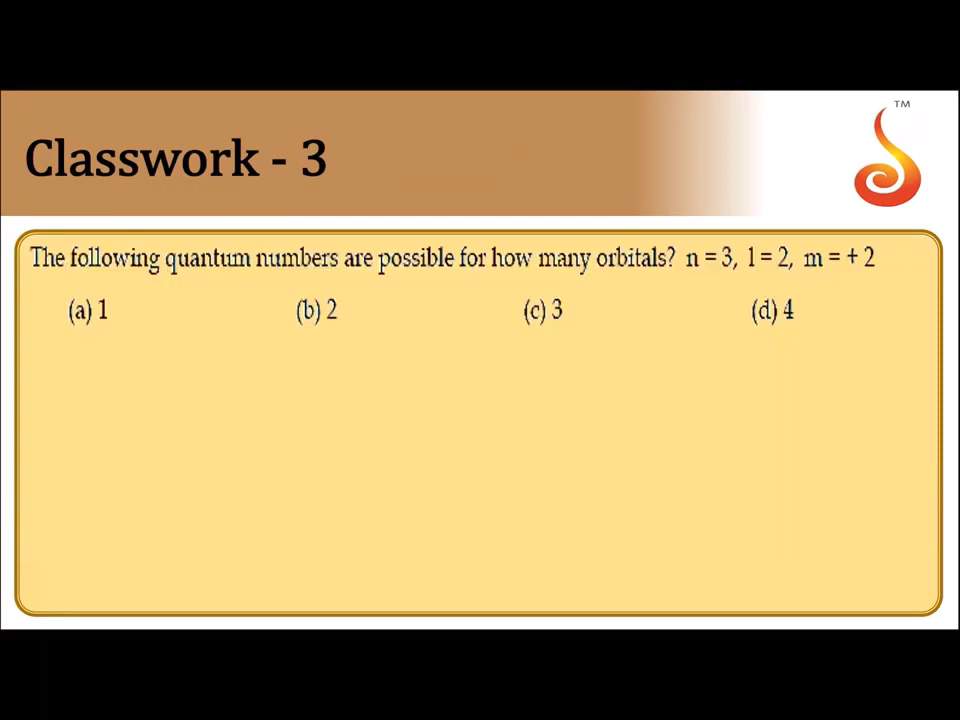 TM
Classwork - 3
The following quantum numbers are possible for how many orbitals? n = 3, l = 2, m = + 2
(a) 1 (b) 2 (c) 3 (d) 4